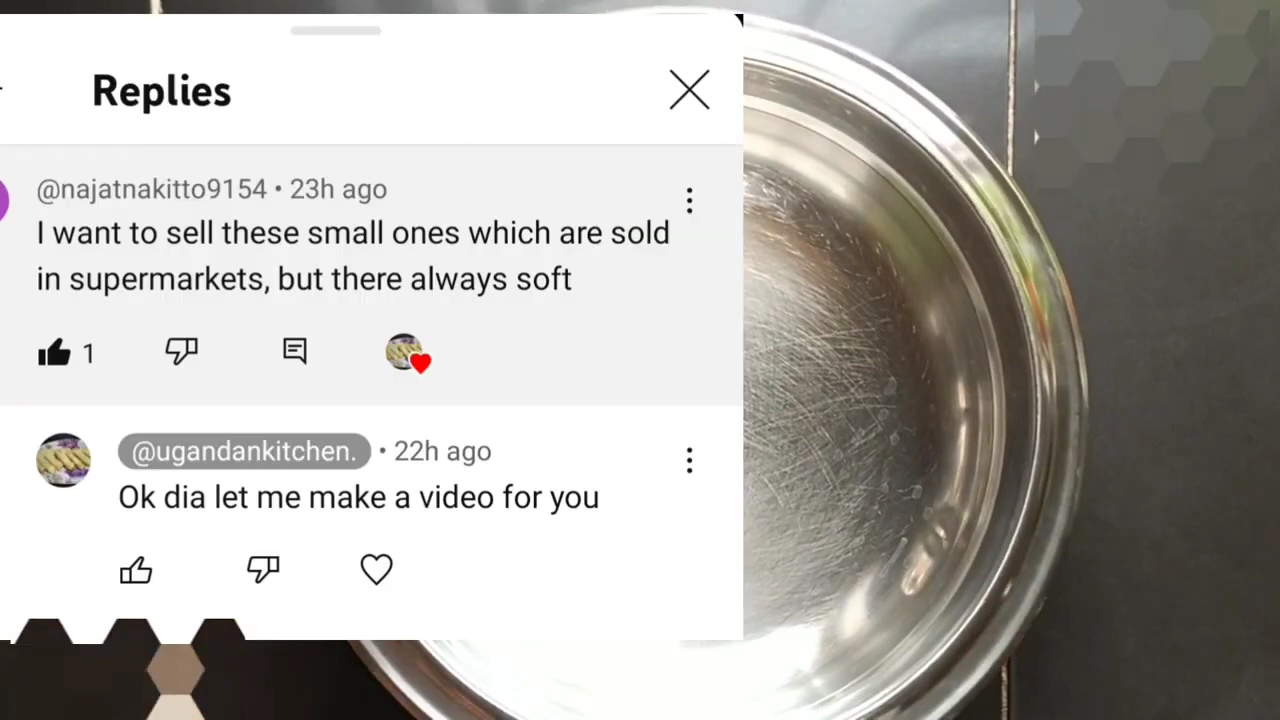 Replies
@najatnakitto9154 • 23h ago
I want to sell these small ones which are sold
in supermarkets, but there always soft
1
@ugandankitchen. • 22h ago
Ok dia let me make a video for you